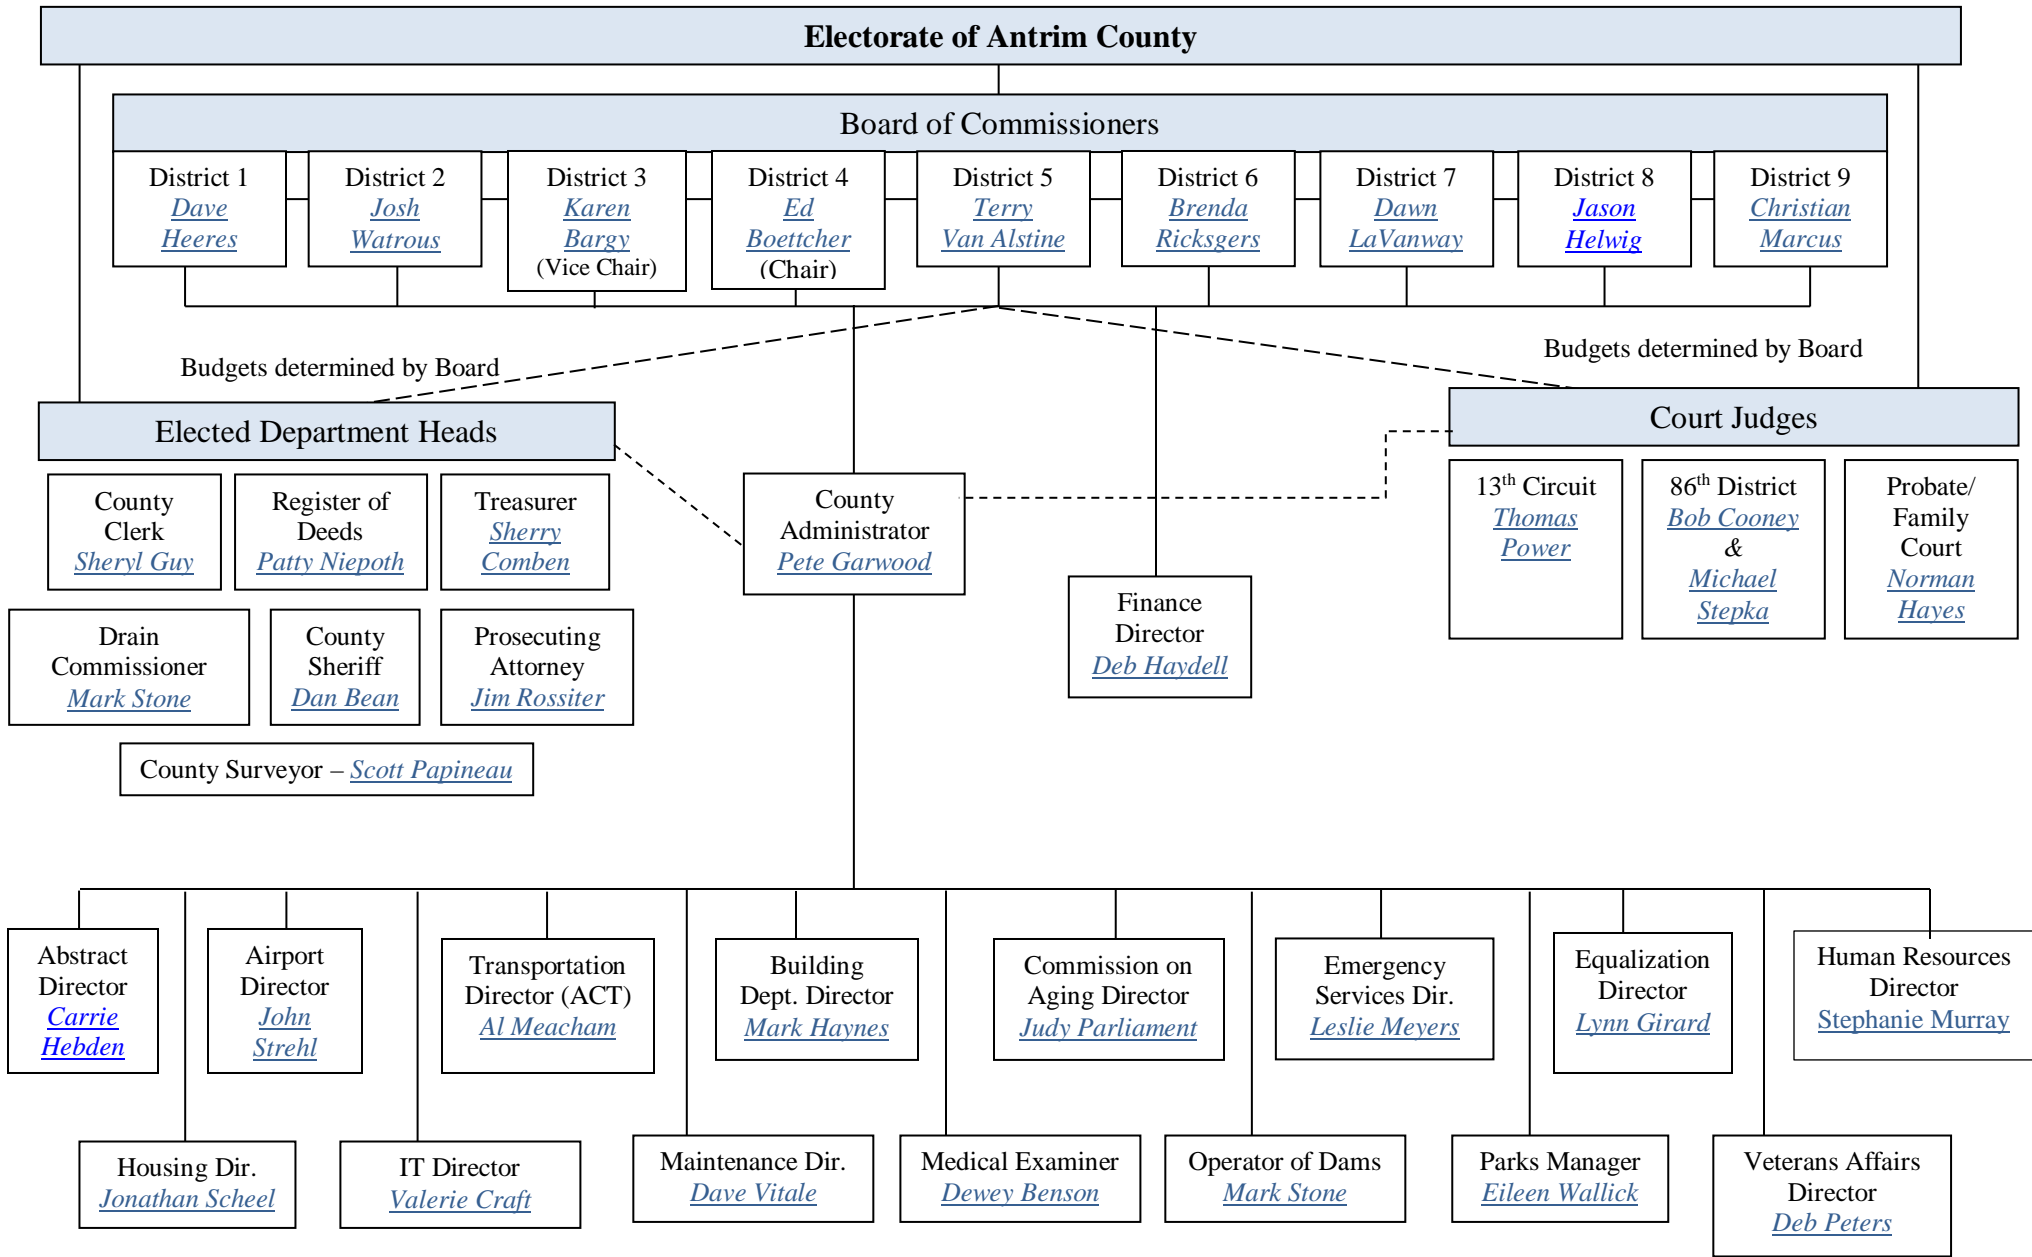 Electorate of Antrim County
Board of Commissioners
District 1
Dave
Heeres
District 2
Josh
Watrous
District 3
Karen
Bargy
(Vice Chair)
District 4
Ed
Boettcher
(Chair)
District 5
Terry
Van Alstine
District 6
Brenda
Ricksgers
District 7
Dawn
LaVanway
District 8
Jason
Helwig
District 9
Christian
Marcus
Budgets determined by Board
Budgets determined by Board
Elected Department Heads
County
Clerk
Sheryl Guy
Register of
Deeds
Patty Niepoth
Treasurer
Sherry
Comben
Drain
Commissioner
Mark Stone
County
Sheriff
Dan Bean
Prosecuting
Attorney
Jim Rossiter
County Surveyor – Scott Papineau
County
Administrator
Pete Garwood
Finance
Director
Deb Haydell
Court Judges
13th Circuit
Thomas
Power
86th District
Bob Cooney
&
Michael
Stepka
Probate/
Family
Court
Norman
Hayes
Abstract
Director
Carrie
Hebden
Airport
Director
John
Strehl
Transportation
Director (ACT)
Al Meacham
Building
Dept. Director
Mark Haynes
Commission on
Aging Director
Judy Parliament
Emergency
Services Dir.
Leslie Meyers
Equalization
Director
Lynn Girard
Human Resources
Director
Stephanie Murray
Housing Dir.
Jonathan Scheel
IT Director
Valerie Craft
Maintenance Dir.
Dave Vitale
Medical Examiner
Dewey Benson
Operator of Dams
Mark Stone
Parks Manager
Eileen Wallick
Veterans Affairs
Director
Deb Peters